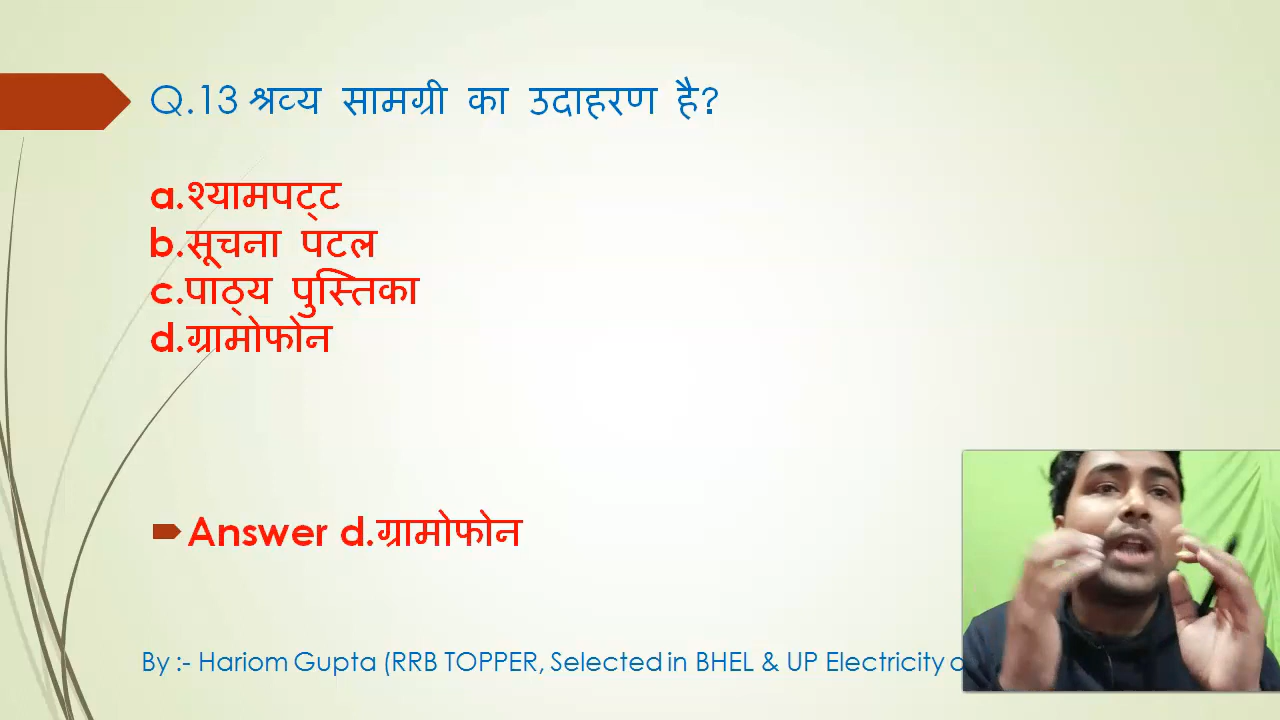 Q.13 श्रव्य सामग्री का उदाहरण है?
a.श्यामपट्ट
b.सूचना पटल
c.पाठ्य पुस्तिका
d.ग्रामोफोन
Answer d.ग्रामोफोन
By :- Hariom Gupta (RRB TOPPER, Selected in BHEL & UP Electricity